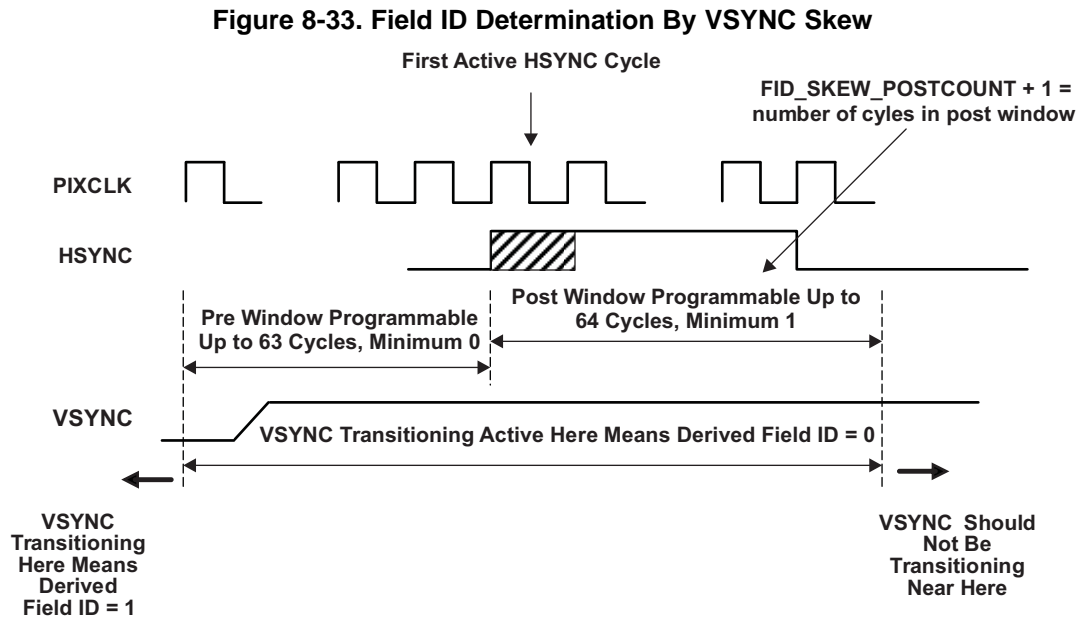 Figure 8-33. Field ID Determination By VSYNC Skew
First Active HSYNC Cycle
FID_SKEW_POSTCOUNT + 1 =
number of cyles in post window
PIXCLK
HSYNC
Post Window Programmable Up to
64 Cycles, Minimum 1
Pre Window Programmable
Up to 63 Cycles, Minimum 0
VSYNC
VSYNC Transitioning Active Here Means Derived Field ID = 0
VSYNC
Transitioning
Here Means
Derived
Field ID = 1
VSYNC Should
Not Be
Transitioning
Near Here